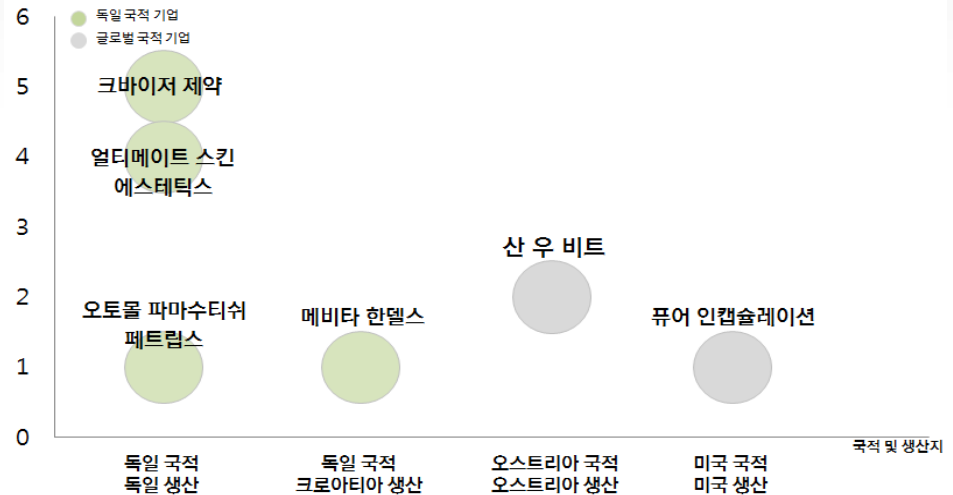 6
독일 국적 기업
글로벌 국적 기업
5
크바이저 제약
4
얼티메이트 스킨
에스테틱스
3
산 우 비트
2
오토몰 파마수티쉬
페트립스
메비타 한델스
퓨어 인캡슐레이션
1
0
국적 및 생산지
독일 국적
독일 생산
독일 국적
크로아티아 생산
오스트리아 국적
오스트리아 생산
미국 국적
미국 생산